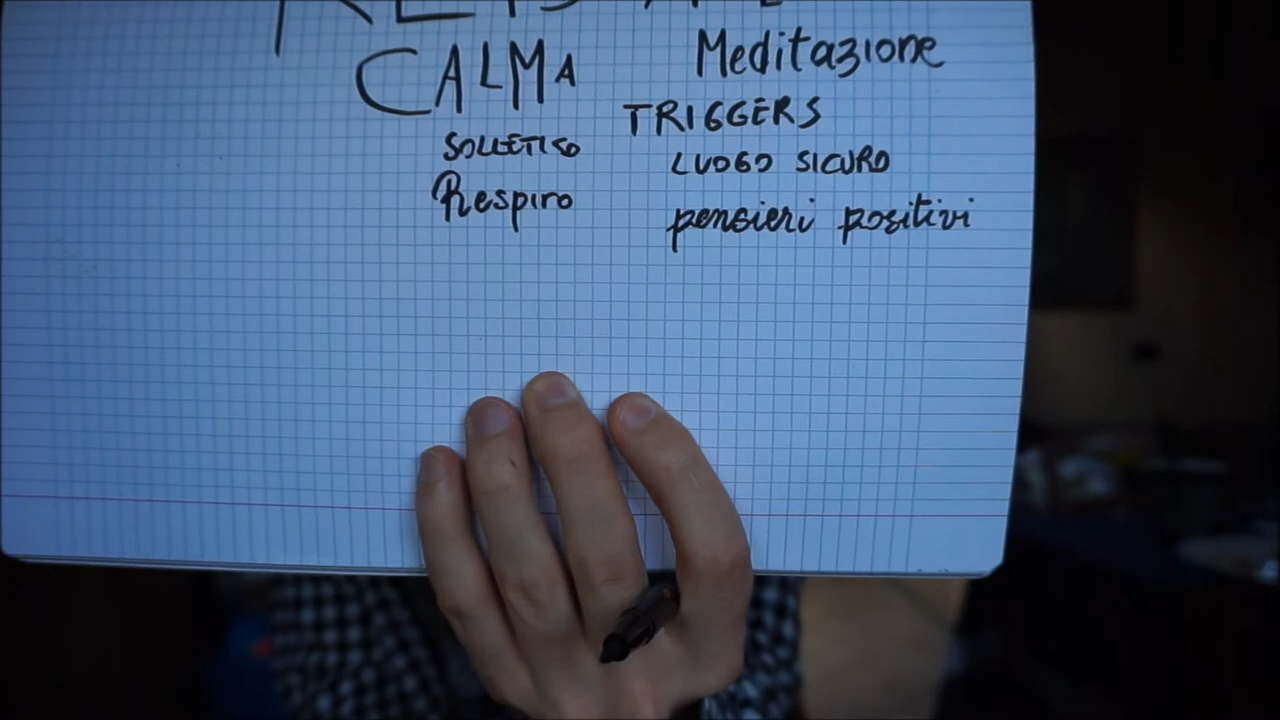 CALMA
SOLLETICO
Respiro
Meditazione
TRIGGERS
LUOGO SICURO
pensieri positivi